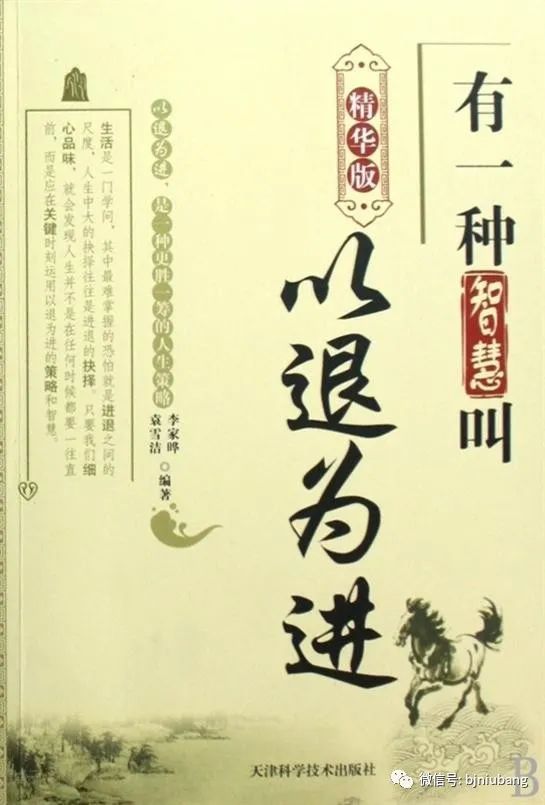 有一种智慧叫
精华版
以退为进
李家晔
袁雪洁
◎编著
以退为进,是一种更胜一筹的人生策略
生活是一门学问,其中最难掌握的恐怕就是进退之间的
尺度,人生中大的抉择往往是进退的抉择。只要我们细
心品味,就会发现人生并不是在任何时候都要一往直
前,而是应在关键时刻运用以退为进的策略和智慧。
天津科学技术出版社
微信号: bjniubang
B